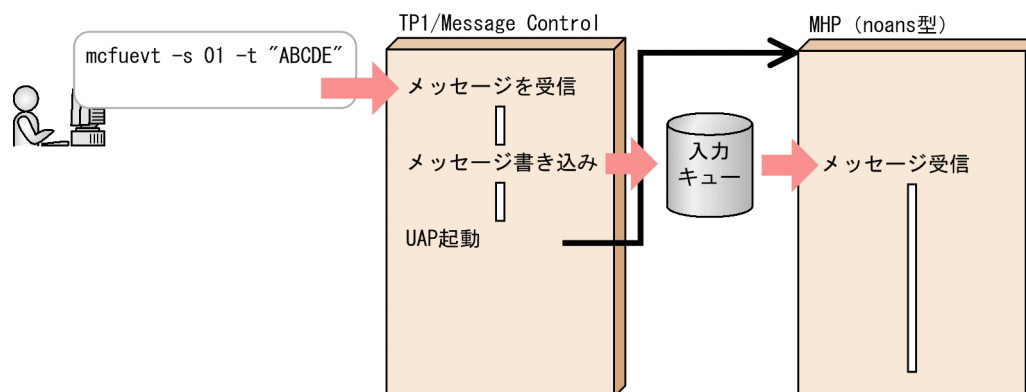 TP1/Message Control
MHP (noans型)
mcfuevt -s 01 -t "ABCDE"
メッセージを受信
メッセージ書き込み
入力
キュー
メッセージ受信
UAP起動